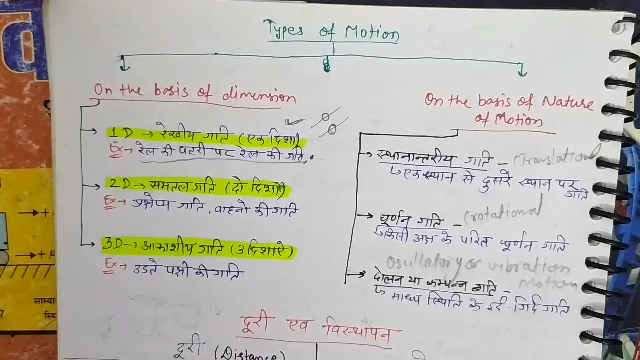 Types of Motion
On the basis of dimension
1D → रेखीय गति (एक दिशा)
Ex → रेल की पटरी पर रेल की गति.
2D → समतल गति (दो दिशा)
Ex → प्रक्षेप्य गति, वाहनो की गति
3D → आकाशीय गति (3 दिशाऐ)
Ex → उडते पक्षी की गति
On the basis of Nature
of Motion
स्थानान्तरीय गति - Translational
एक स्थान से दुसरे स्थान पर
गति
घूर्णन गति - (rotational
किसी अक्ष के परित घूर्णन गति
Oscullatory or vibration
दोलन या कम्पन्न गति - motion
माध्य स्थिति के इर्द गिर्द गति
दूरी एव विस्थापन
दूरी (Distance)